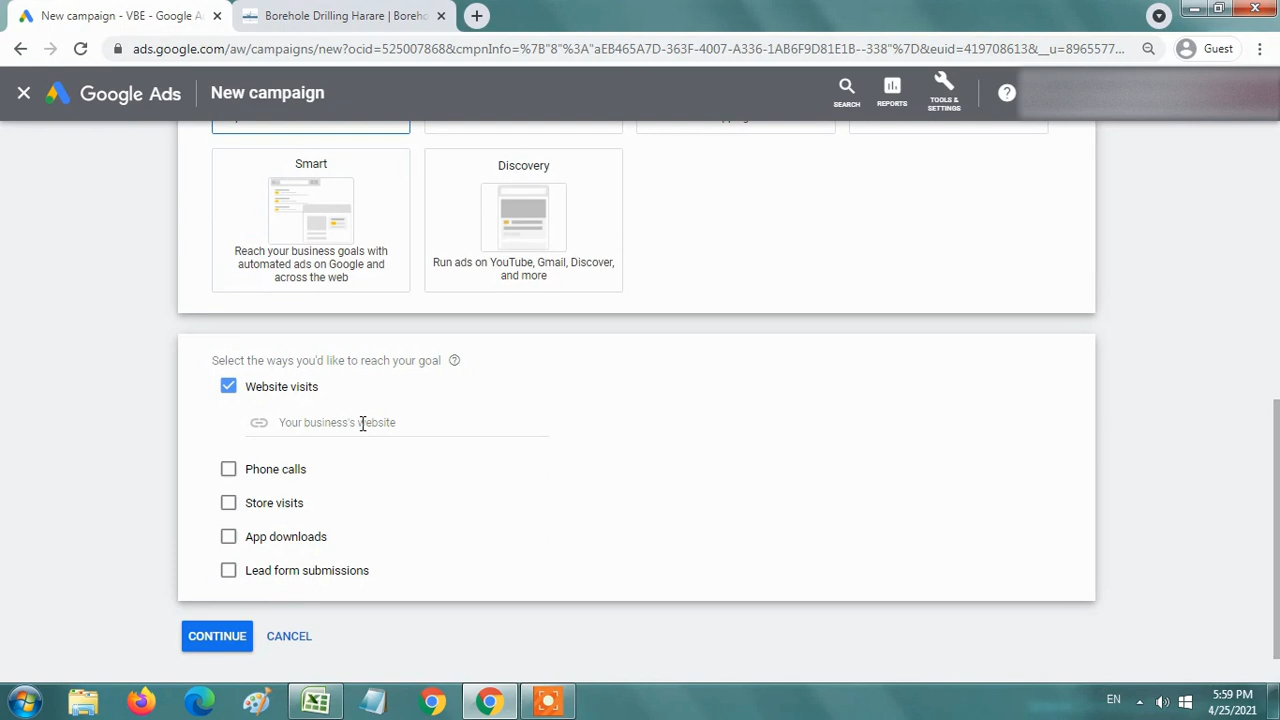 New campaign - VBE - Google A
Borehole Drilling Harare | Boreho
ads.google.com/aw/campaigns/new?ocid=525007868&cmpnInfo=%7B"8"%3A"aEB465A7D-363F-4007-A336-1AB6F9D81E1B--338"%7D&euid=419708613&__u=8965577...
Guest
Google Ads
New campaign
SEARCH
REPORTS
TOOLS &
SETTINGS
Smart
Reach your business goals with
automated ads on Google and
across the web
Discovery
Run ads on YouTube, Gmail, Discover,
and more
Select the ways you'd like to reach your goal
Website visits
Your business's website
Phone calls
Store visits
App downloads
Lead form submissions
CONTINUE
CANCEL
EN
5:59 PM
4/25/2021